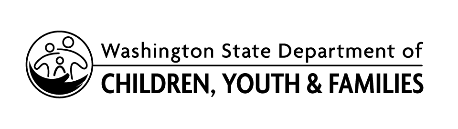 Washington State Department of
CHILDREN, YOUTH & FAMILIES